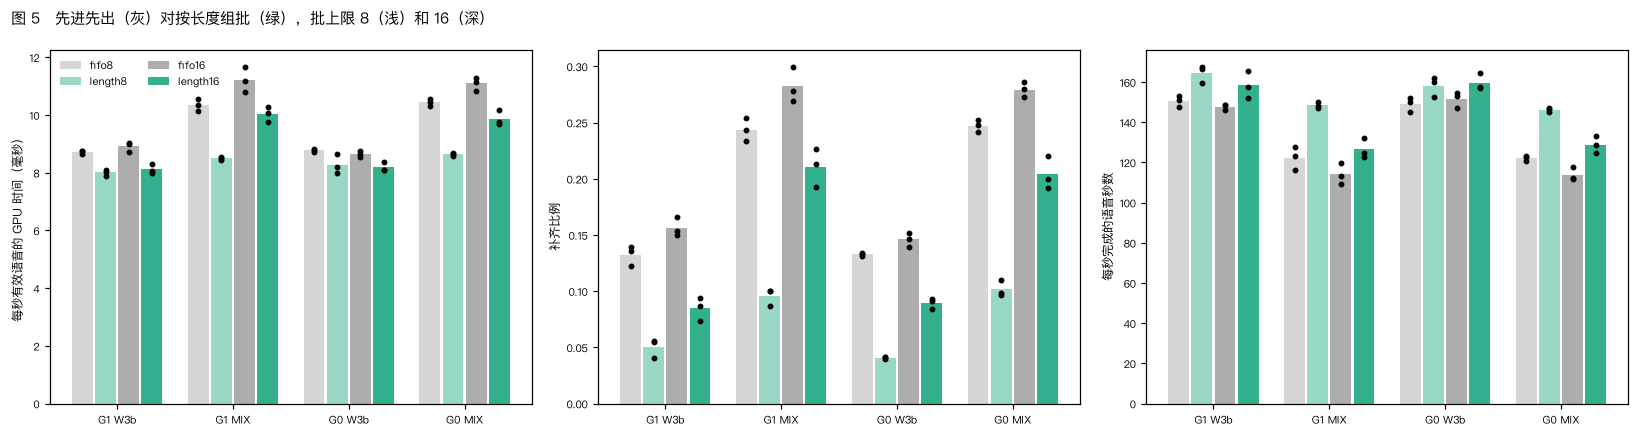 图 5 先进先出（灰）对按长度组批（绿），批上限 8（浅）和 16（深）
每秒有效语音的 GPU 时间（毫秒）
12
10
8
6
4
2
0
fifo8
length8
fifo16
length16
G1 W3b
G1 MIX
G0 W3b
G0 MIX
补齐比例
0.30
0.25
0.20
0.15
0.10
0.05
0.00
G1 W3b
G1 MIX
G0 W3b
G0 MIX
每秒完成的语音秒数
160
140
120
100
80
60
40
20
0
G1 W3b
G1 MIX
G0 W3b
G0 MIX